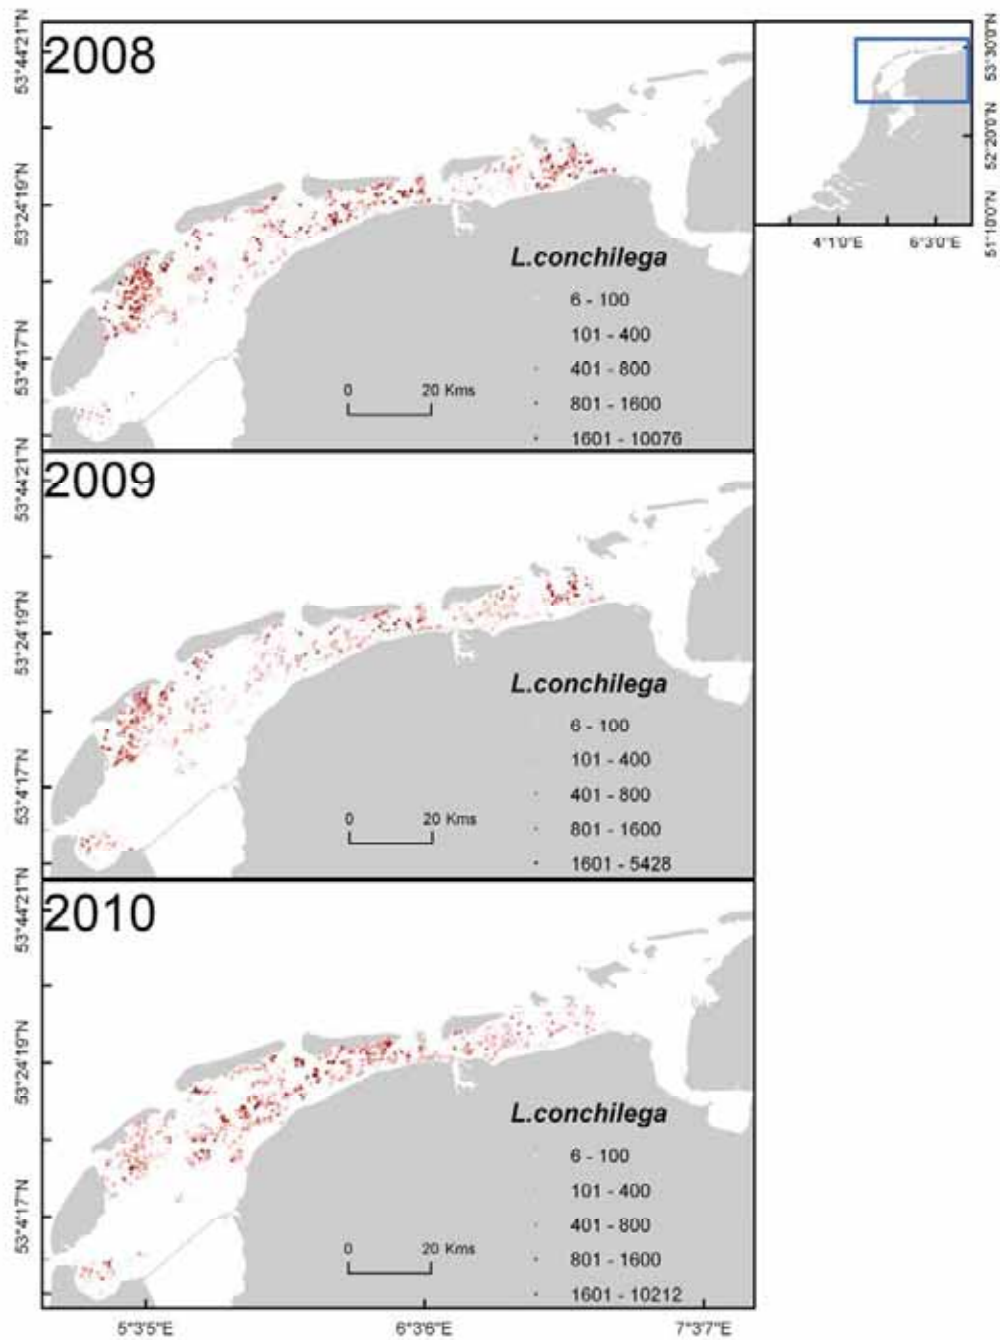 2008
53°44'21"N
53°24'19"N
53°4'17"N
L.conchilega
6 - 100
101 - 400
401 - 800
801 - 1600
1601 - 10076
0 20 Kms
53°30'0"N
52°20'0"N
51°10'0"N
4°1'0"E 6°3'0"E
2009
53°44'21"N
53°24'19"N
53°4'17"N
L.conchilega
6 - 100
101 - 400
401 - 800
801 - 1600
1601 - 5428
0 20 Kms
2010
53°44'21"N
53°24'19"N
53°4'17"N
L.conchilega
6 - 100
101 - 400
401 - 800
801 - 1600
1601 - 10212
0 20 Kms
5°3'5"E 6°3'6"E 7°3'7"E